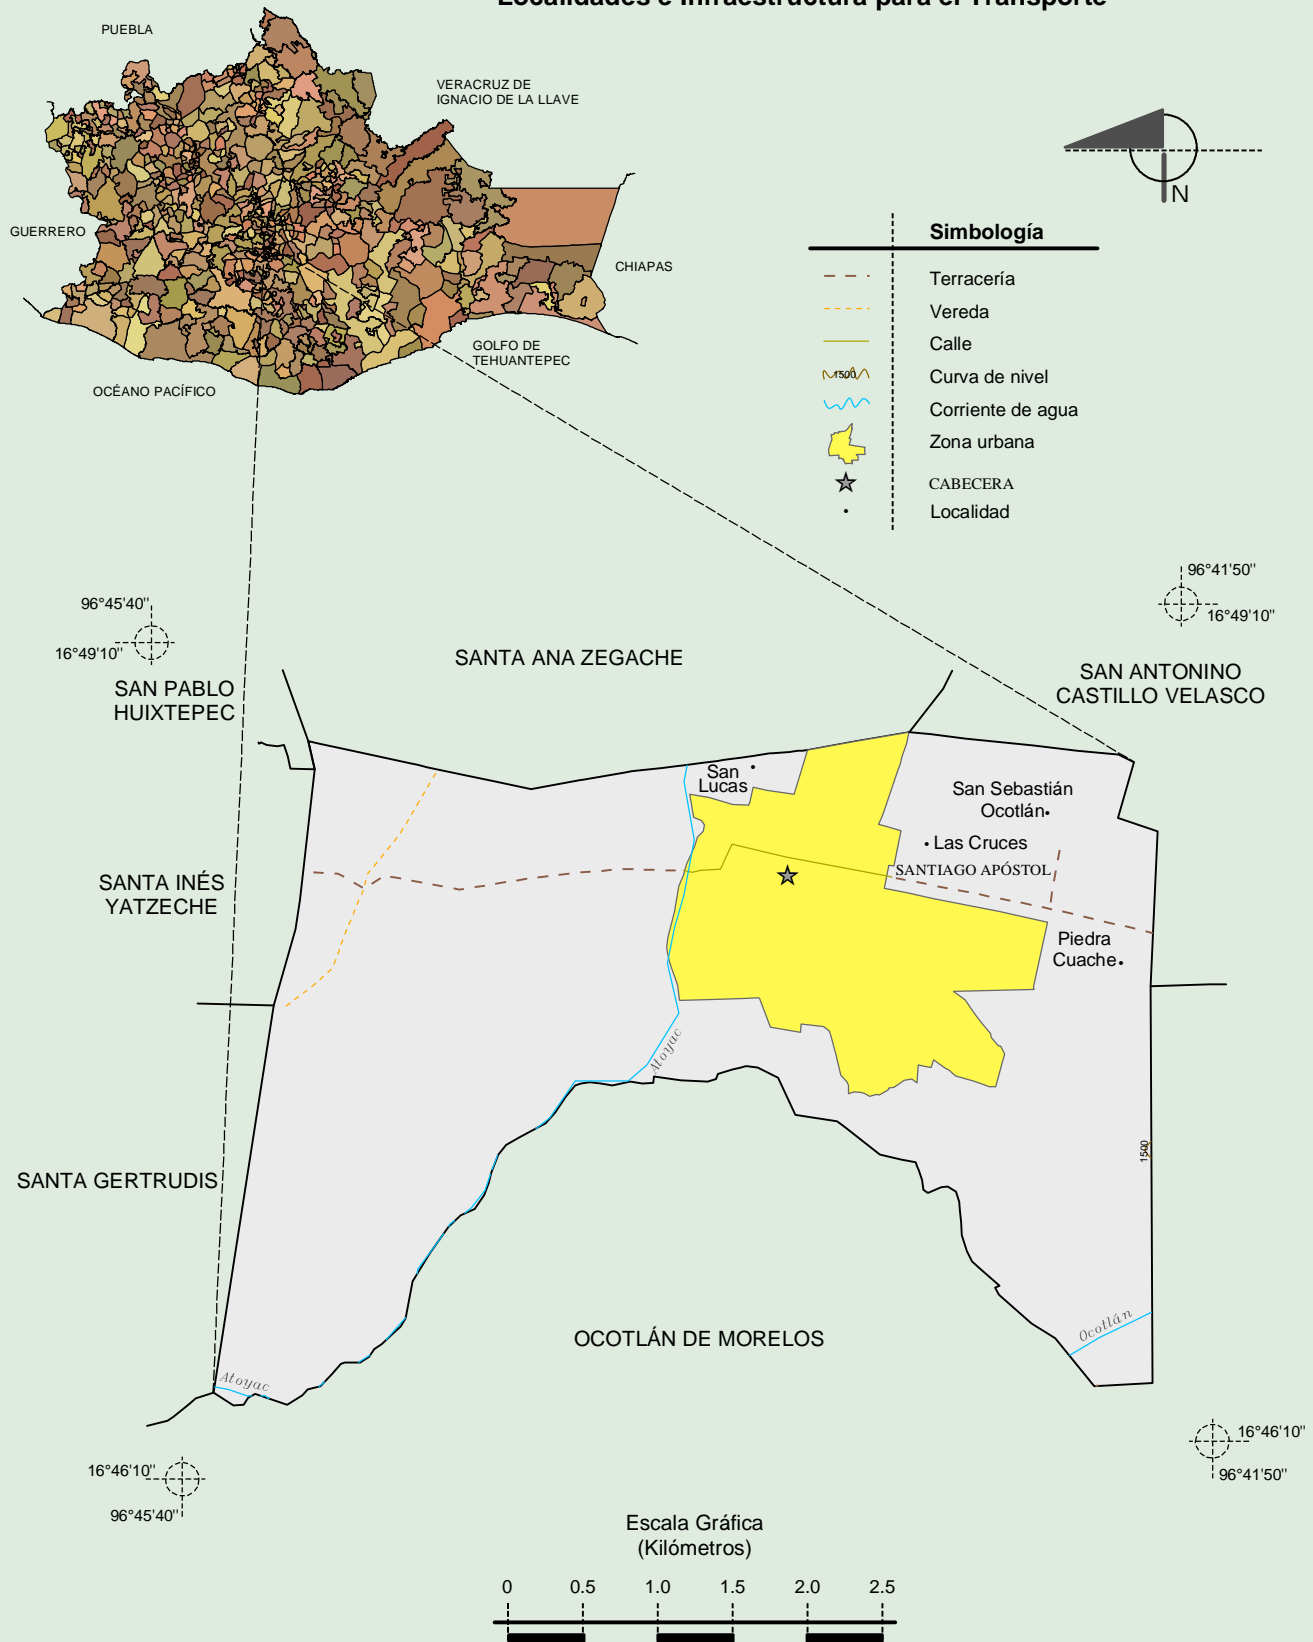 Localidades e Infraestructura para el Transporte
PUEBLA
VERACRUZ DE
IGNACIO DE LA LLAVE
GUERRERO
CHIAPAS
GOLFO DE
TEHUANTEPEC
OCÉANO PACÍFICO
N
Simbología
Terracería
Vereda
Calle
1500
Curva de nivel
Corriente de agua
Zona urbana
CABECERA
Localidad
96°45'40"
16°49'10"
96°41'50"
16°49'10"
SANTA ANA ZEGACHE
SAN PABLO
HUIXTEPEC
SAN ANTONINO
CASTILLO VELASCO
San
Lucas
San Sebastián
Ocotlán
Las Cruces
SANTIAGO APÓSTOL
SANTA INÉS
YATZECHE
Piedra
Cuache
Atoyac
1500
SANTA GERTRUDIS
OCOTLÁN DE MORELOS
Ocotlán
Atoyac
16°46'10"
96°45'40"
16°46'10"
96°41'50"
Escala Gráfica
(Kilómetros)
0 0.5 1.0 1.5 2.0 2.5